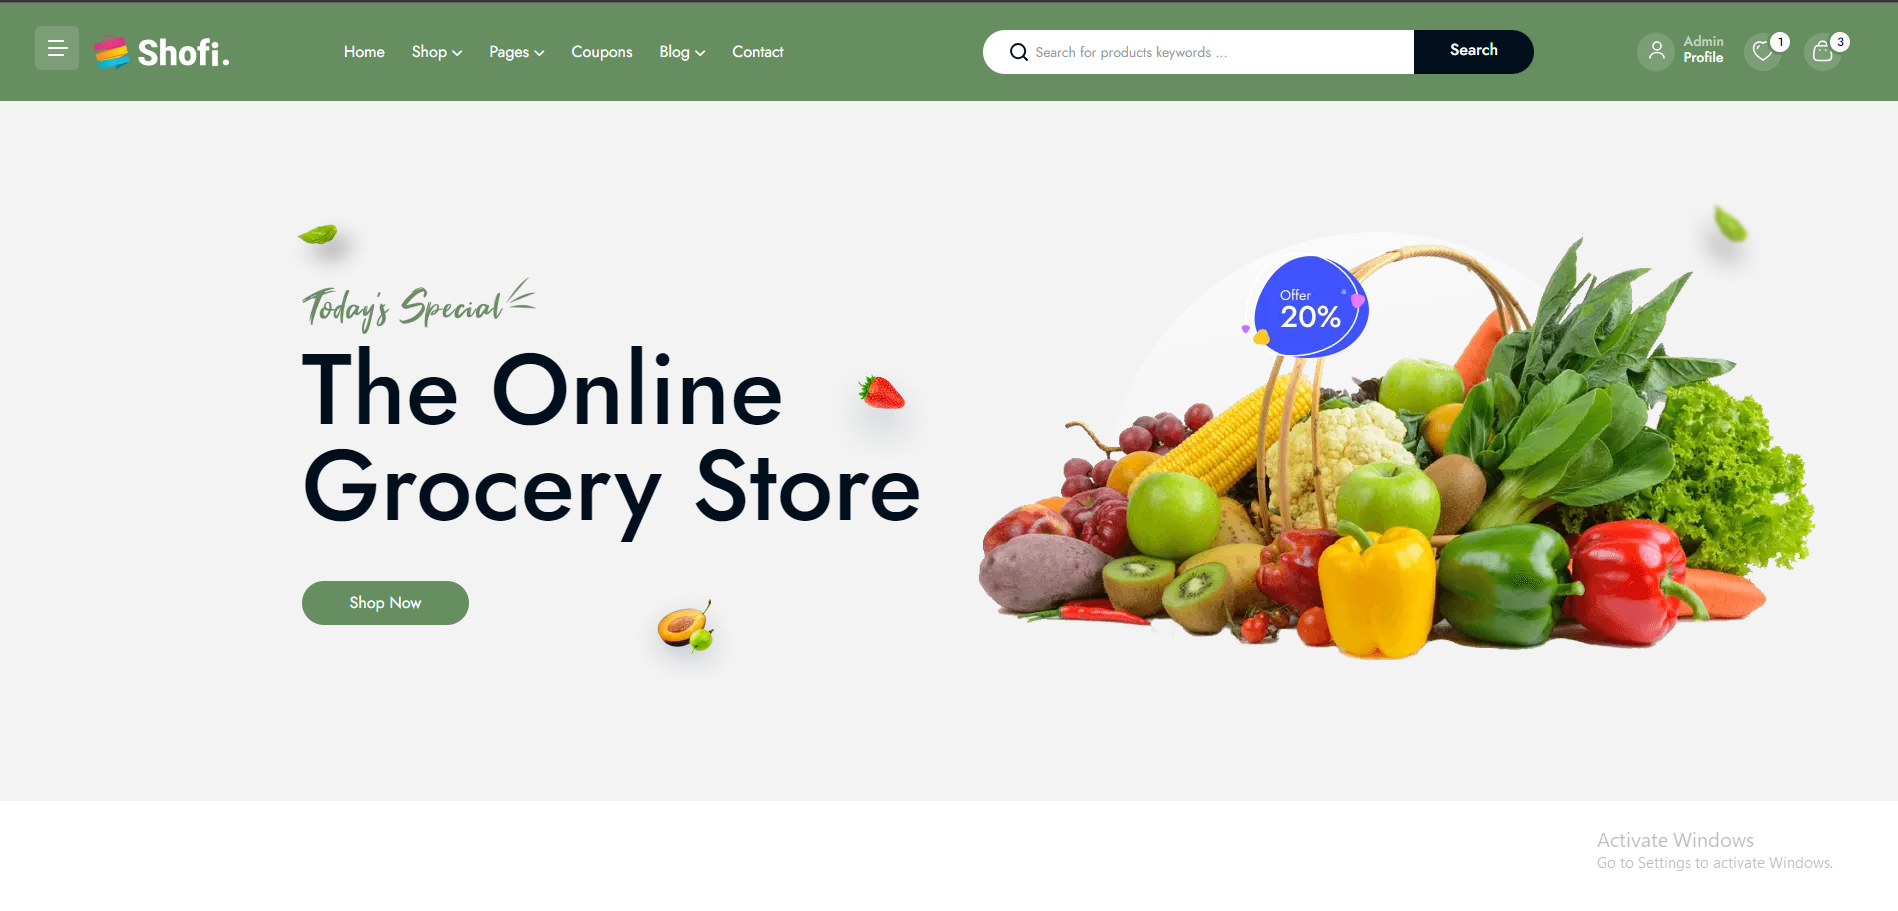 Shofi.
Home Shop Pages Coupons Blog Contact
Search for products keywords ...
Search
Admin
Profile
1
3
Today's Special
The Online
Grocery Store
Shop Now
Offer
20%
Activate Windows
Go to Settings to activate Windows.